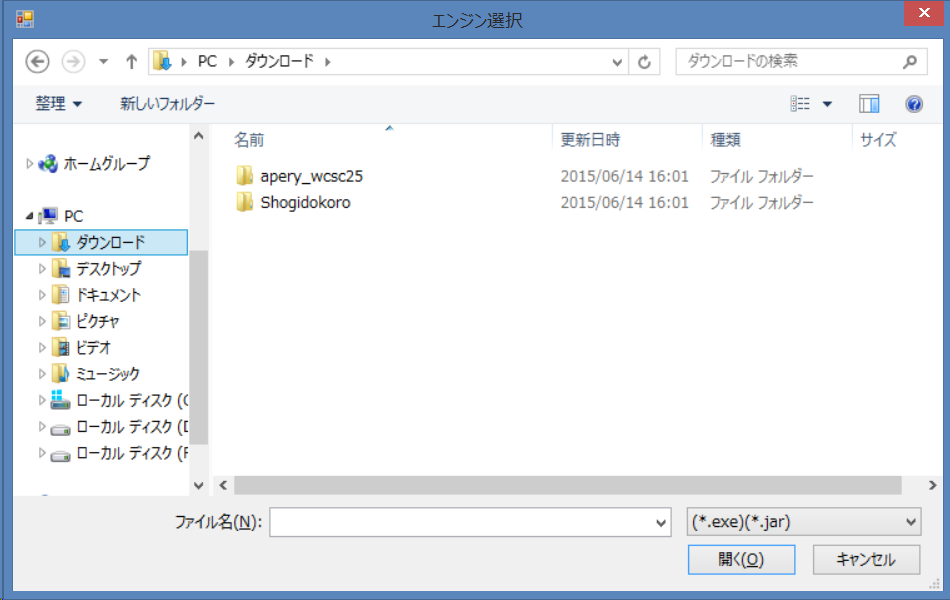 エンジン選択
PC ダウンロード
ダウンロードの検索
整理 新しいフォルダー
名前 更新日時 種類 サイズ
apery_wcsc25 2015/06/14 16:01 ファイル フォルダー
Shogidokoro 2015/06/14 16:01 ファイル フォルダー
ホームグループ
PC
ダウンロード
デスクトップ
ドキュメント
ピクチャ
ビデオ
ミュージック
ローカル ディスク (C
ローカル ディスク (D
ローカル ディスク (F
ファイル名(N):
(*.exe)(*.jar)
開く(O) キャンセル